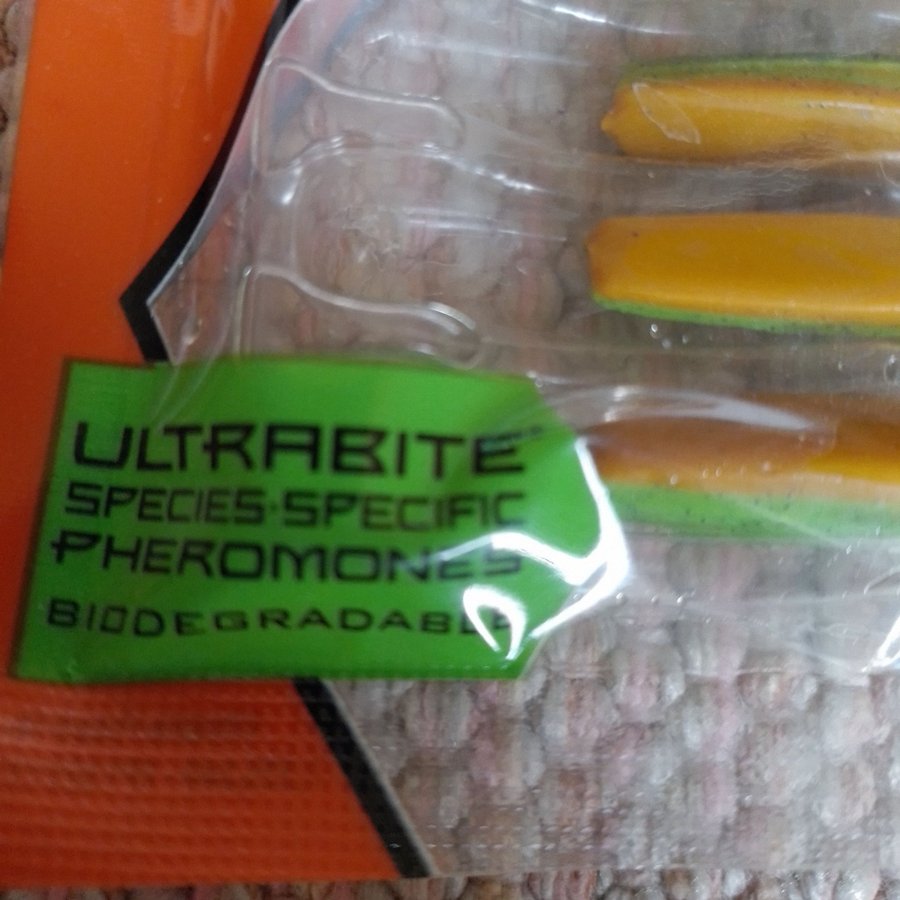 ULTRABITE
SPECIES·SPECIFIC
PHEROMONES
BIODEGRADABLE